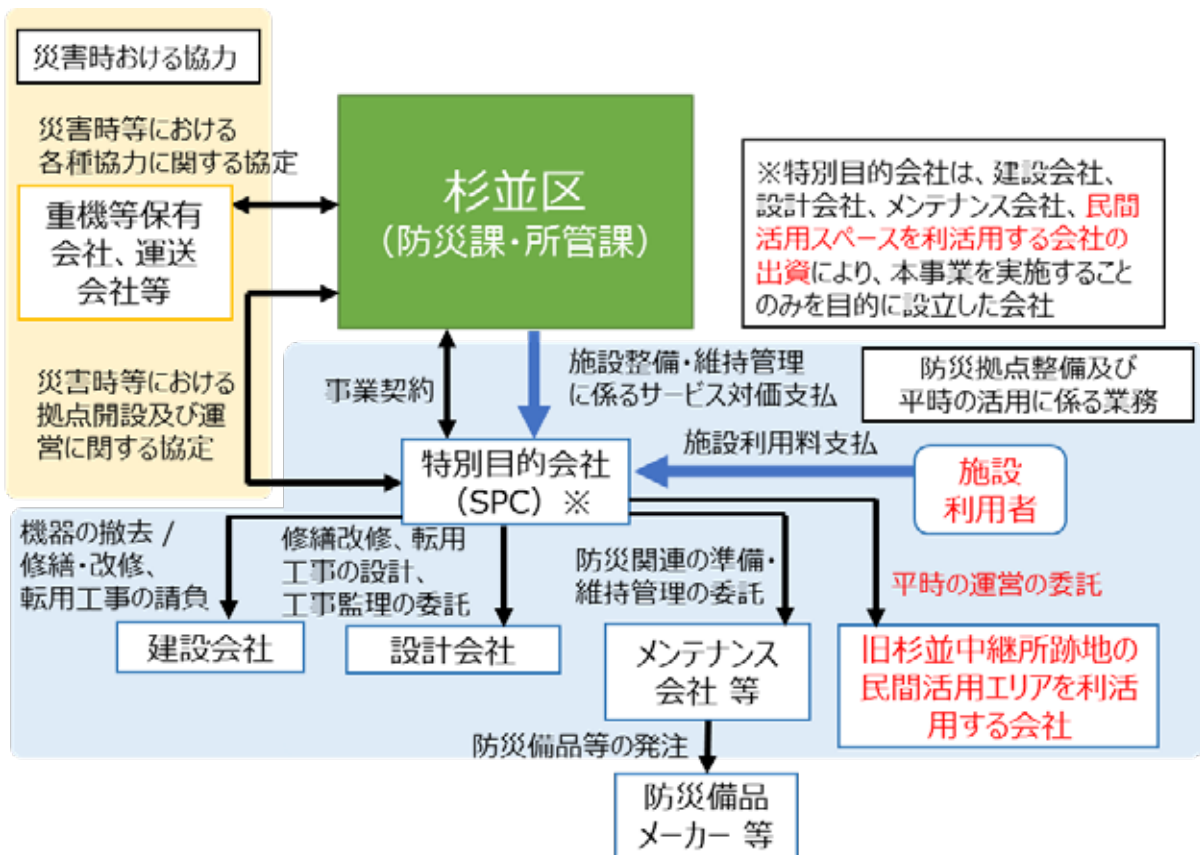 災害時おける協力
災害時等における
各種協力に関する協定
重機等保有
会社、運送
会社等
災害時等における
拠点開設及び運
営に関する協定
杉並区
（防災課・所管課）
※特別目的会社は、建設会社、
設計会社、メンテナンス会社、民間
活用スペースを利活用する会社の
出資により、本事業を実施すること
のみを目的に設立した会社
事業契約
施設整備・維持管理
に係るサービス対価支払
防災拠点整備及び
平時の活用に係る業務
特別目的会社
（SPC）※
施設利用料支払
施設
利用者
機器の撤去 /
修繕・改修、
転用工事の請負
修繕改修、転用
工事の設計、
工事監理の委託
防災関連の準備・
維持管理の委託
平時の運営の委託
建設会社
設計会社
メンテナンス
会社 等
旧杉並中継所跡地の
民間活用エリアを利活
用する会社
防災備品等の発注
防災備品
メーカー 等